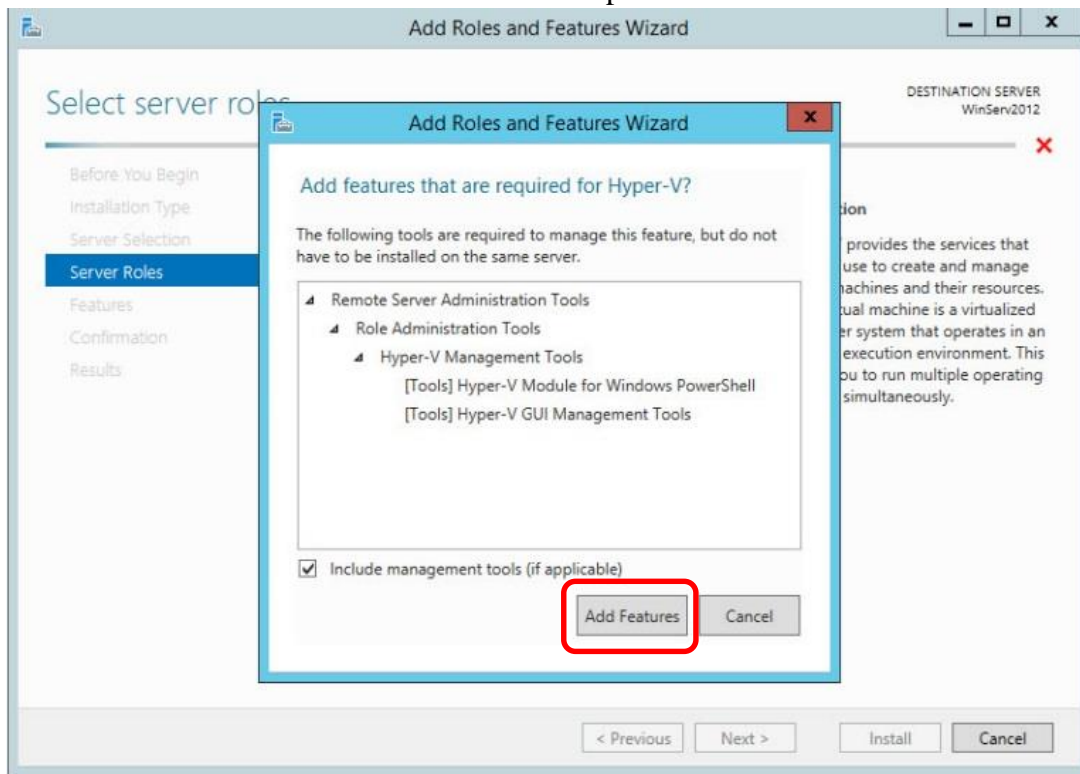 Add Roles and Features Wizard
Select server
DESTINATION SERVER
WinServ2012
Before You Begin
Installation Type
Server Selection
Server Roles
Features
Confirmation
Results
Add Roles and Features Wizard
Add features that are required for Hyper-V?
The following tools are required to manage this feature, but do not
have to be installed on the same server.
Remote Server Administration Tools
Role Administration Tools
Hyper-V Management Tools
[Tools] Hyper-V Module for Windows PowerShell
[Tools] Hyper-V GUI Management Tools
Include management tools (if applicable)
Add Features
Cancel
provides the services that
use to create and manage
and their resources.
machine is a virtualized
system that operates in an
execution environment. This
to run multiple operating
simultaneously.
< Previous
Next >
Install
Cancel